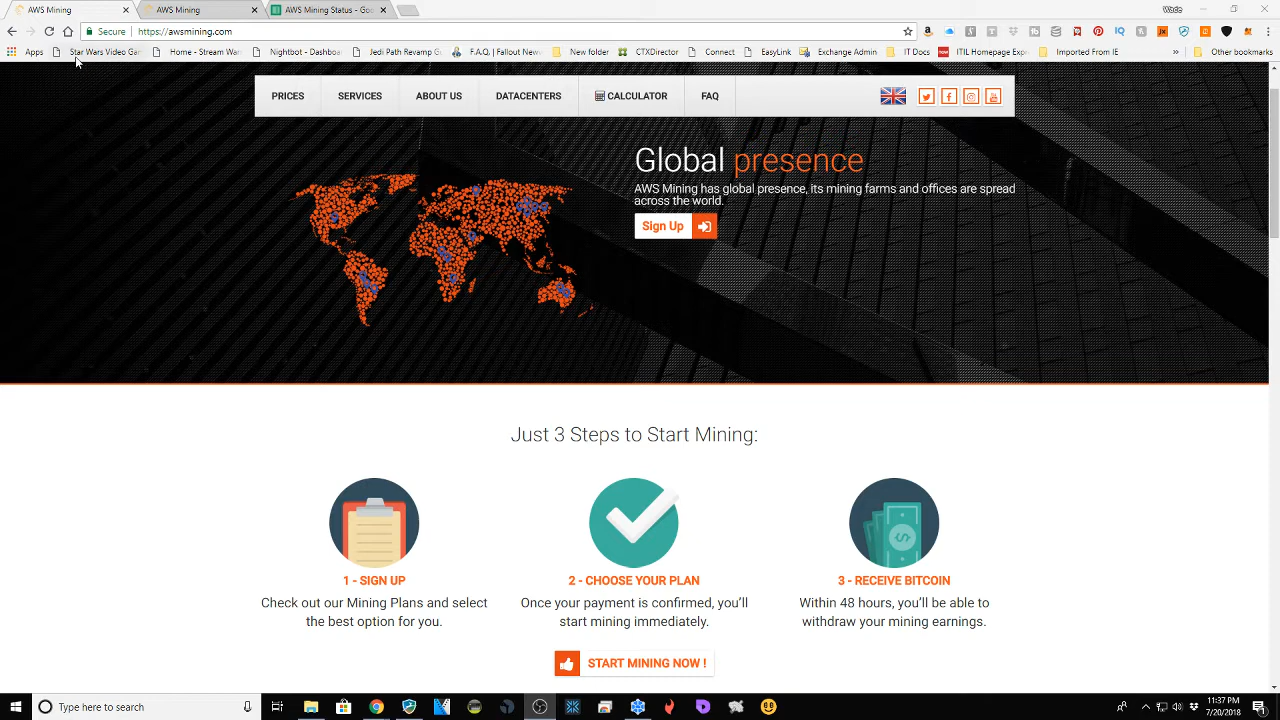 AWS Mining
AWS Mining
AWS Mining Status - Goo
Wade
Secure
https://awsmining.com
Apps
Star Wars Video Gam
Home - Stream War
Nightbot - Dashboa
Jedi Path Revamp C
F.A.Q. | Fallout New
New folder
CTXDirector
Iconnect
EasyLink
Exchange Admin
IT Docs
ITIL Homepage Exp
Imported From IE
»
Other bookmarks
PRICES
SERVICES
ABOUT US
DATACENTERS
CALCULATOR
FAQ
Global presence
AWS Mining has global presence, its mining farms and offices are spread
across the world.
Sign Up
Just 3 Steps to Start Mining:
1 - SIGN UP
Check out our Mining Plans and select
the best option for you.
2 - CHOOSE YOUR PLAN
Once your payment is confirmed, you'll
start mining immediately.
3 - RECEIVE BITCOIN
Within 48 hours, you'll be able to
withdraw your mining earnings.
START MINING NOW !
Type here to search
11:37 PM
7/20/2018